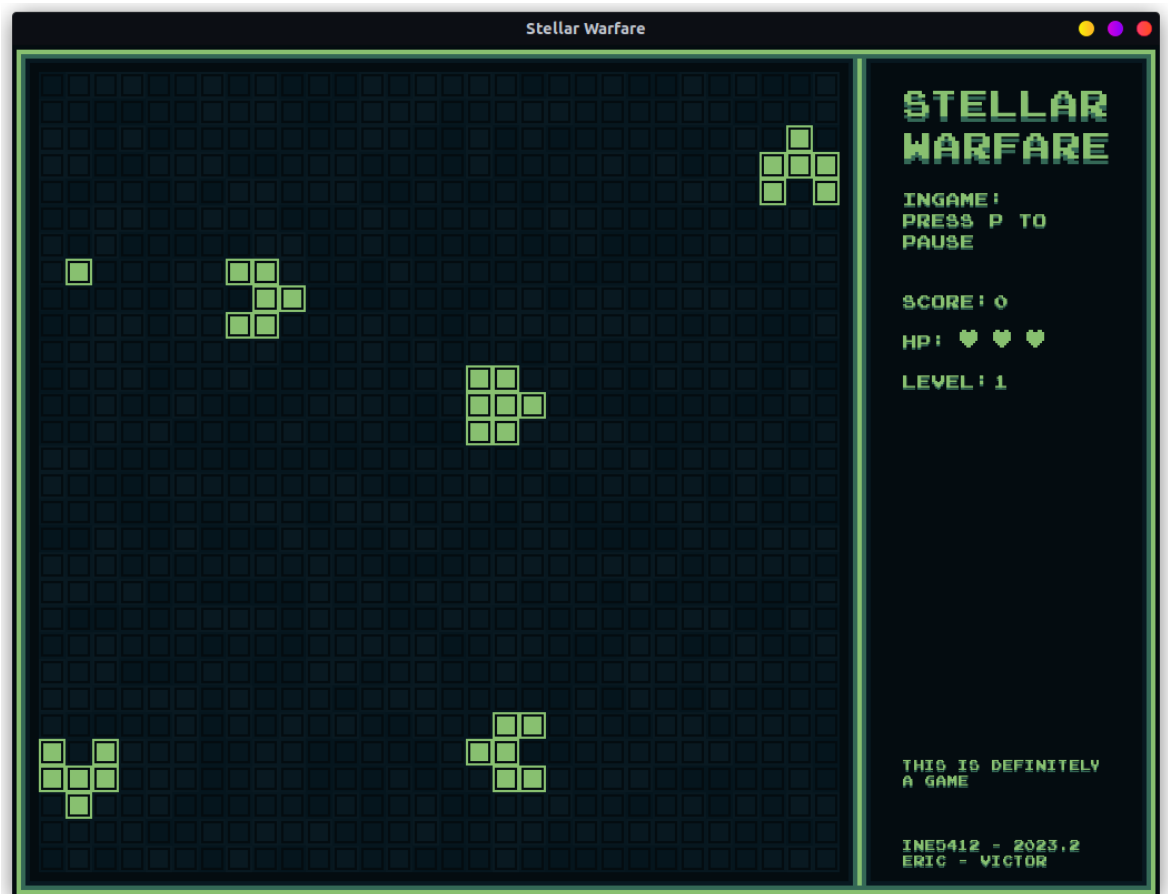 Stellar Warfare
STELLAR
WARFARE
INGAME:
PRESS P TO
PAUSE
SCORE: 0
HP:
LEVEL: 1
THIS IS DEFINITELY
A GAME
INE5412 - 2023.2
ERIC - VICTOR